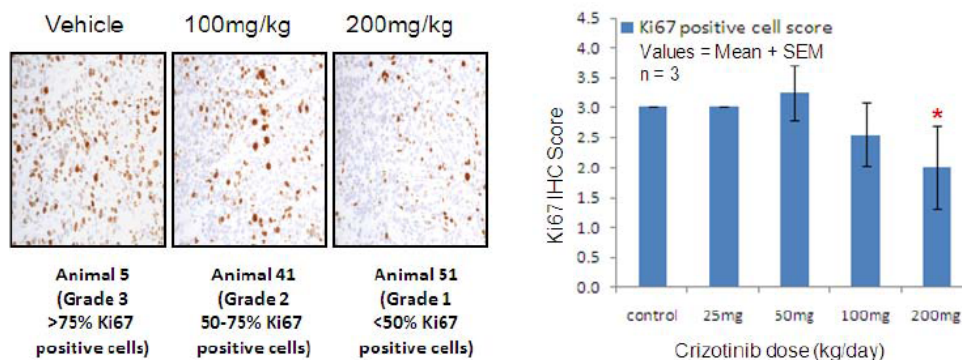 Vehicle
100mg/kg
200mg/kg
Animal 5
(Grade 3
>75% Ki67
positive cells)
Animal 41
(Grade 2
50-75% Ki67
positive cells)
Animal 51
(Grade 1
<50% Ki67
positive cells)
Ki67 IHC Score
4.5
4.0
3.5
3.0
2.5
2.0
1.5
1.0
0.5
0.0
Ki67 positive cell score
Values = Mean + SEM
n = 3
*
control
25mg
50mg
100mg
200mg
Crizotinib dose (kg/day)